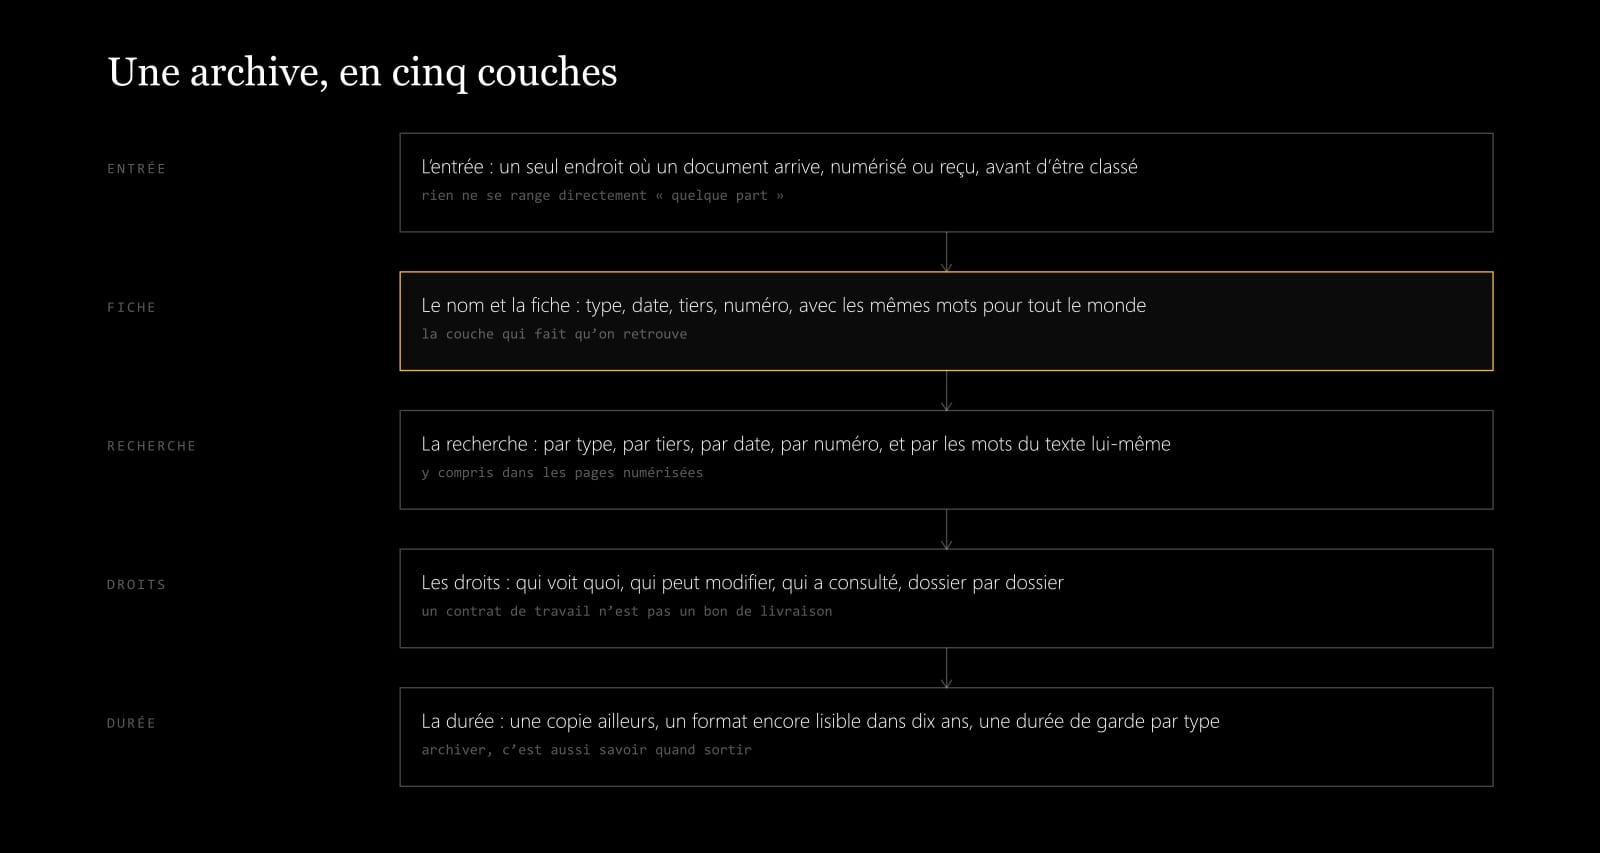 Une archive, en cinq couches
ENTRÉE
L’entrée : un seul endroit où un document arrive, numérisé ou reçu, avant d’être classé
rien ne se range directement « quelque part »
FICHE
Le nom et la fiche : type, date, tiers, numéro, avec les mêmes mots pour tout le monde
la couche qui fait qu’on retrouve
RECHERCHE
La recherche : par type, par tiers, par date, par numéro, et par les mots du texte lui-même
y compris dans les pages numérisées
DROITS
Les droits : qui voit quoi, qui peut modifier, qui a consulté, dossier par dossier
un contrat de travail n’est pas un bon de livraison
DURÉE
La durée : une copie ailleurs, un format encore lisible dans dix ans, une durée de garde par type
archiver, c’est aussi savoir quand sortir